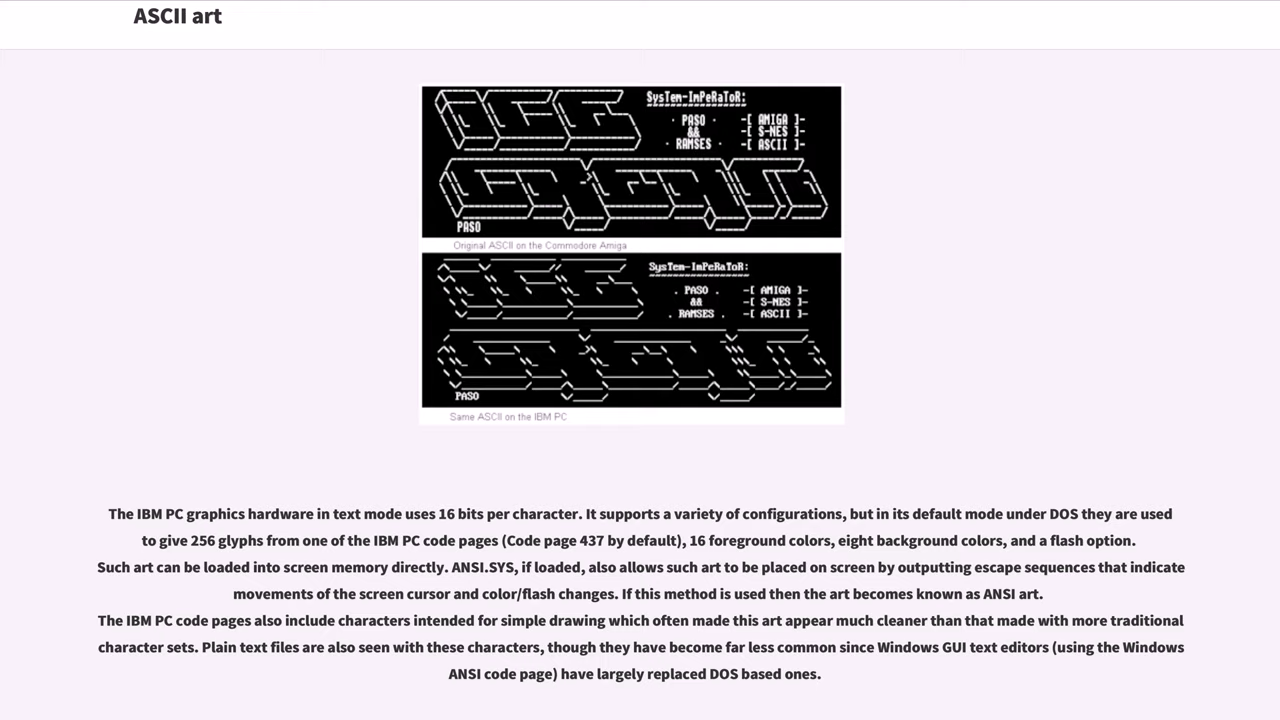 ASCII art
SysTem-ImPeRaToR:
· PASO ·
-[ AMIGA ]-
&&
-[ S-NES ]-
· RAMSES ·
-[ ASCII ]-
PASO
Original ASCII on the Commodore Amiga
SysTem-ImPeRaToR:
. PASO .
-[ AMIGA ]-
&&
-[ S-NES ]-
. RAMSES .
-[ ASCII ]-
PASO
Same ASCII on the IBM PC
The IBM PC graphics hardware in text mode uses 16 bits per character. It supports a variety of configurations, but in its default mode under DOS they are used
to give 256 glyphs from one of the IBM PC code pages (Code page 437 by default), 16 foreground colors, eight background colors, and a flash option.
Such art can be loaded into screen memory directly. ANSI.SYS, if loaded, also allows such art to be placed on screen by outputting escape sequences that indicate
movements of the screen cursor and color/flash changes. If this method is used then the art becomes known as ANSI art.
The IBM PC code pages also include characters intended for simple drawing which often made this art appear much cleaner than that made with more traditional
character sets. Plain text files are also seen with these characters, though they have become far less common since Windows GUI text editors (using the Windows
ANSI code page) have largely replaced DOS based ones.